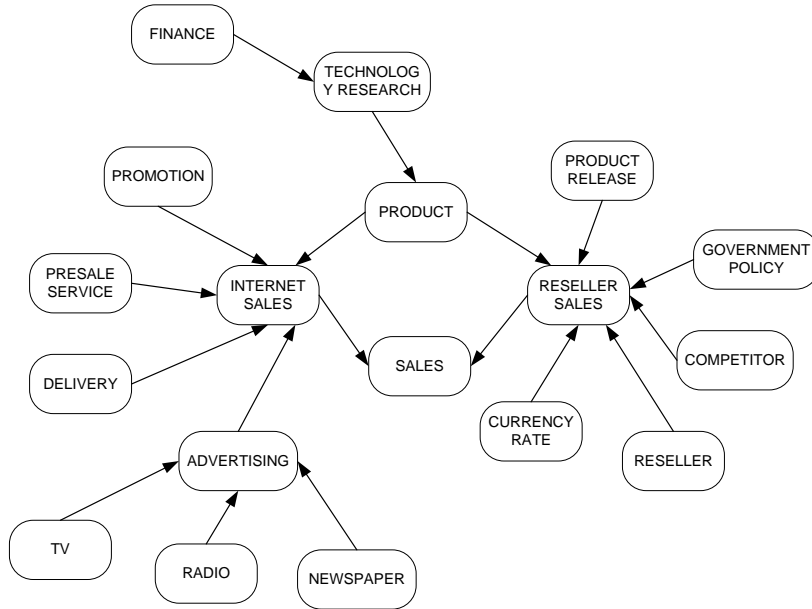 FINANCE
TECHNOLOG
Y RESEARCH
PROMOTION
PRODUCT
RELEASE
PRODUCT
GOVERNMENT
POLICY
PRESALE
SERVICE
INTERNET
SALES
RESELLER
SALES
DELIVERY
SALES
COMPETITOR
CURRENCY
RATE
ADVERTISING
RESELLER
TV
RADIO
NEWSPAPER